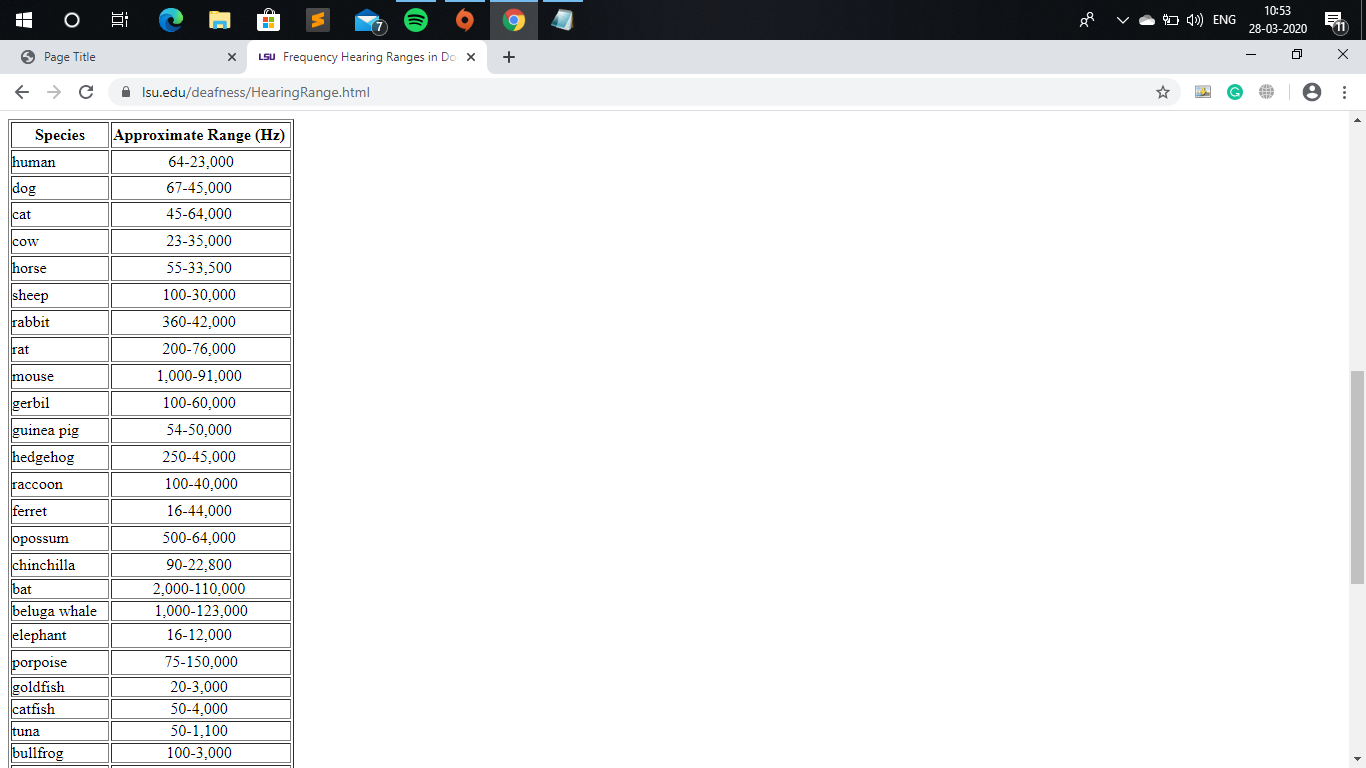 7
ENG
10:53
28-03-2020
11
Page Title
LSU Frequency Hearing Ranges in Do
lsu.edu/deafness/HearingRange.html
Species Approximate Range (Hz)
human 64-23,000
dog 67-45,000
cat 45-64,000
cow 23-35,000
horse 55-33,500
sheep 100-30,000
rabbit 360-42,000
rat 200-76,000
mouse 1,000-91,000
gerbil 100-60,000
guinea pig 54-50,000
hedgehog 250-45,000
raccoon 100-40,000
ferret 16-44,000
opossum 500-64,000
chinchilla 90-22,800
bat 2,000-110,000
beluga whale 1,000-123,000
elephant 16-12,000
porpoise 75-150,000
goldfish 20-3,000
catfish 50-4,000
tuna 50-1,100
bullfrog 100-3,000